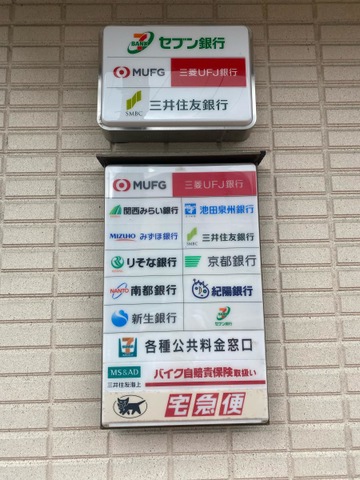 7 BANK セブン銀行
MUFG 三菱UFJ銀行
SMBC 三井住友銀行
MUFG 三菱UFJ銀行
関西みらい銀行 池田泉州銀行
MIZUHO みずほ銀行 三井住友銀行
りそな銀行 京都銀行
NANTO 南都銀行 紀陽銀行
新生銀行 セブン銀行
各種公共料金窓口
MS&AD
三井住友海上
バイク自賠責保険取扱い
宅急便